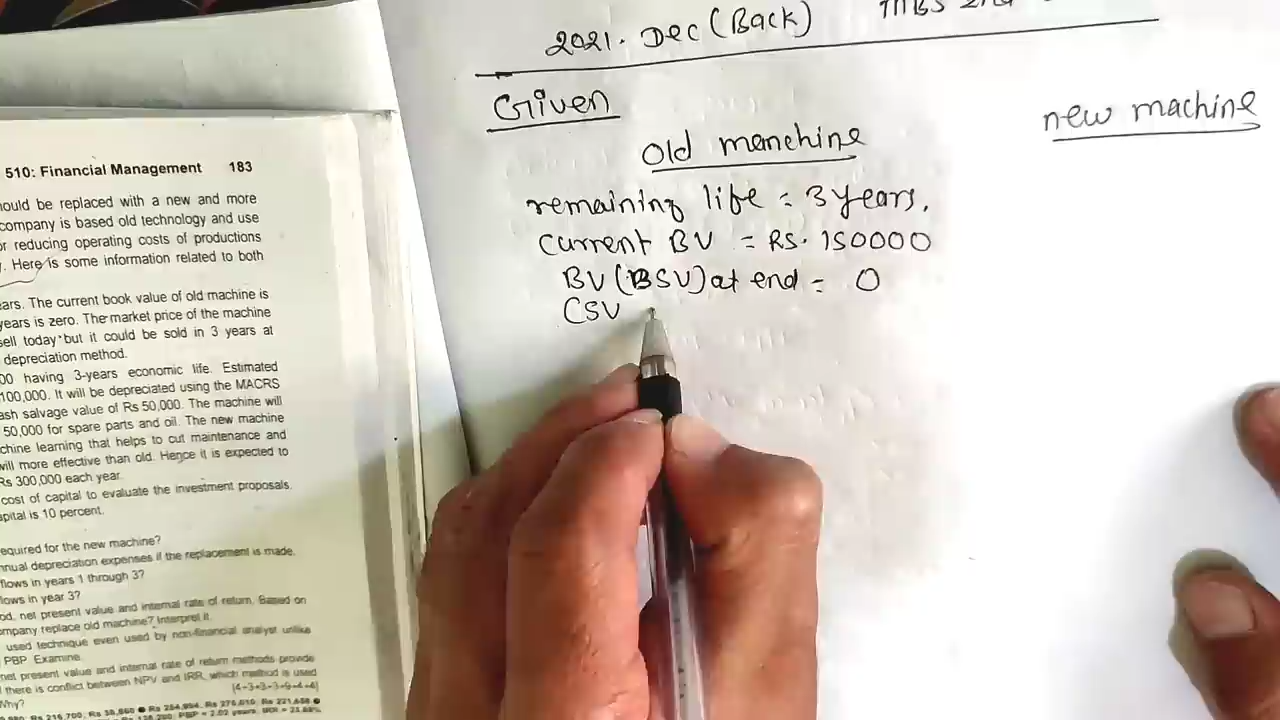 510: Financial Management 183
ould be replaced with a new and more
company is based old technology and use
or reducing operating costs of productions
. Here is some information related to both
ars. The current book value of old machine is
years is zero. The market price of the machine
sell today but it could be sold in 3 years at
depreciation method.
00 having 3-years economic life. Estimated
100,000. It will be depreciated using the MACRS
ash salvage value of Rs 50,000. The machine will
50,000 for spare parts and oil. The new machine
chine learning that helps to cut maintenance and
will more effective than old. Hence it is expected to
Rs 300,000 each year.
cost of capital to evaluate the investment proposals.
pital is 10 percent.
equired for the new machine?
nnual depreciation expenses if the replacement is made.
flows in years 1 through 3?
lows in year 3?
od, net present value and internal rate of return. Based on
ompany replace old machine? Interpret it.
used technique even used by non-financial analyst unlike
PBP Examine.
net present value and internal rate of return methods provide
there is conflict between NPV and IRR, which method is used
Why?
2021. Dec (Back)
Given
Old menchine
remaining life = 3 years.
Current BV = RS. 150000
BV (BSV) at end = 0
CSV
new machine